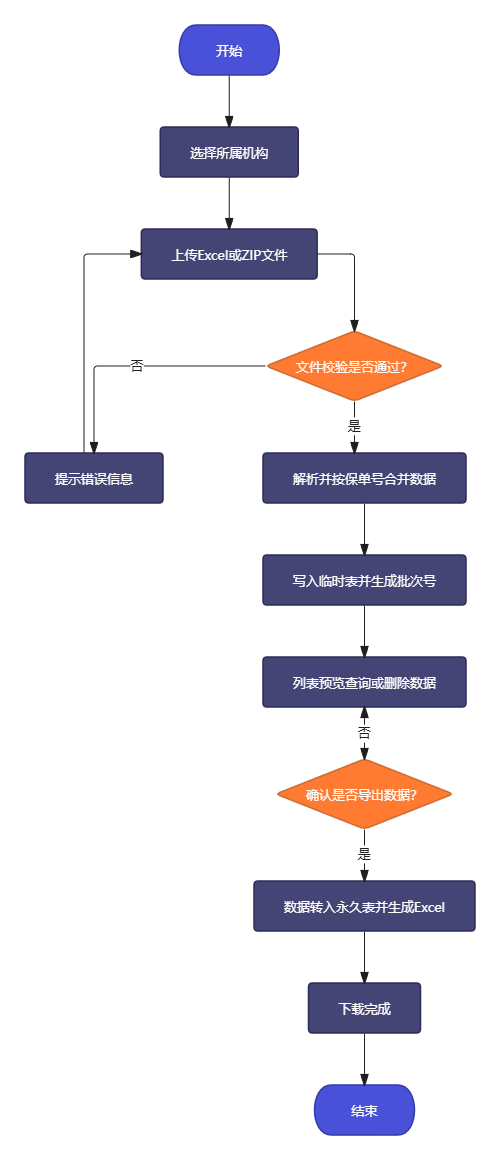 开始
选择所属机构
上传Excel或ZIP文件
文件校验是否通过?
否
是
提示错误信息
解析并按保单号合并数据
写入临时表并生成批次号
列表预览查询或删除数据
否
确认是否导出数据?
是
数据转入永久表并生成Excel
下载完成
结束